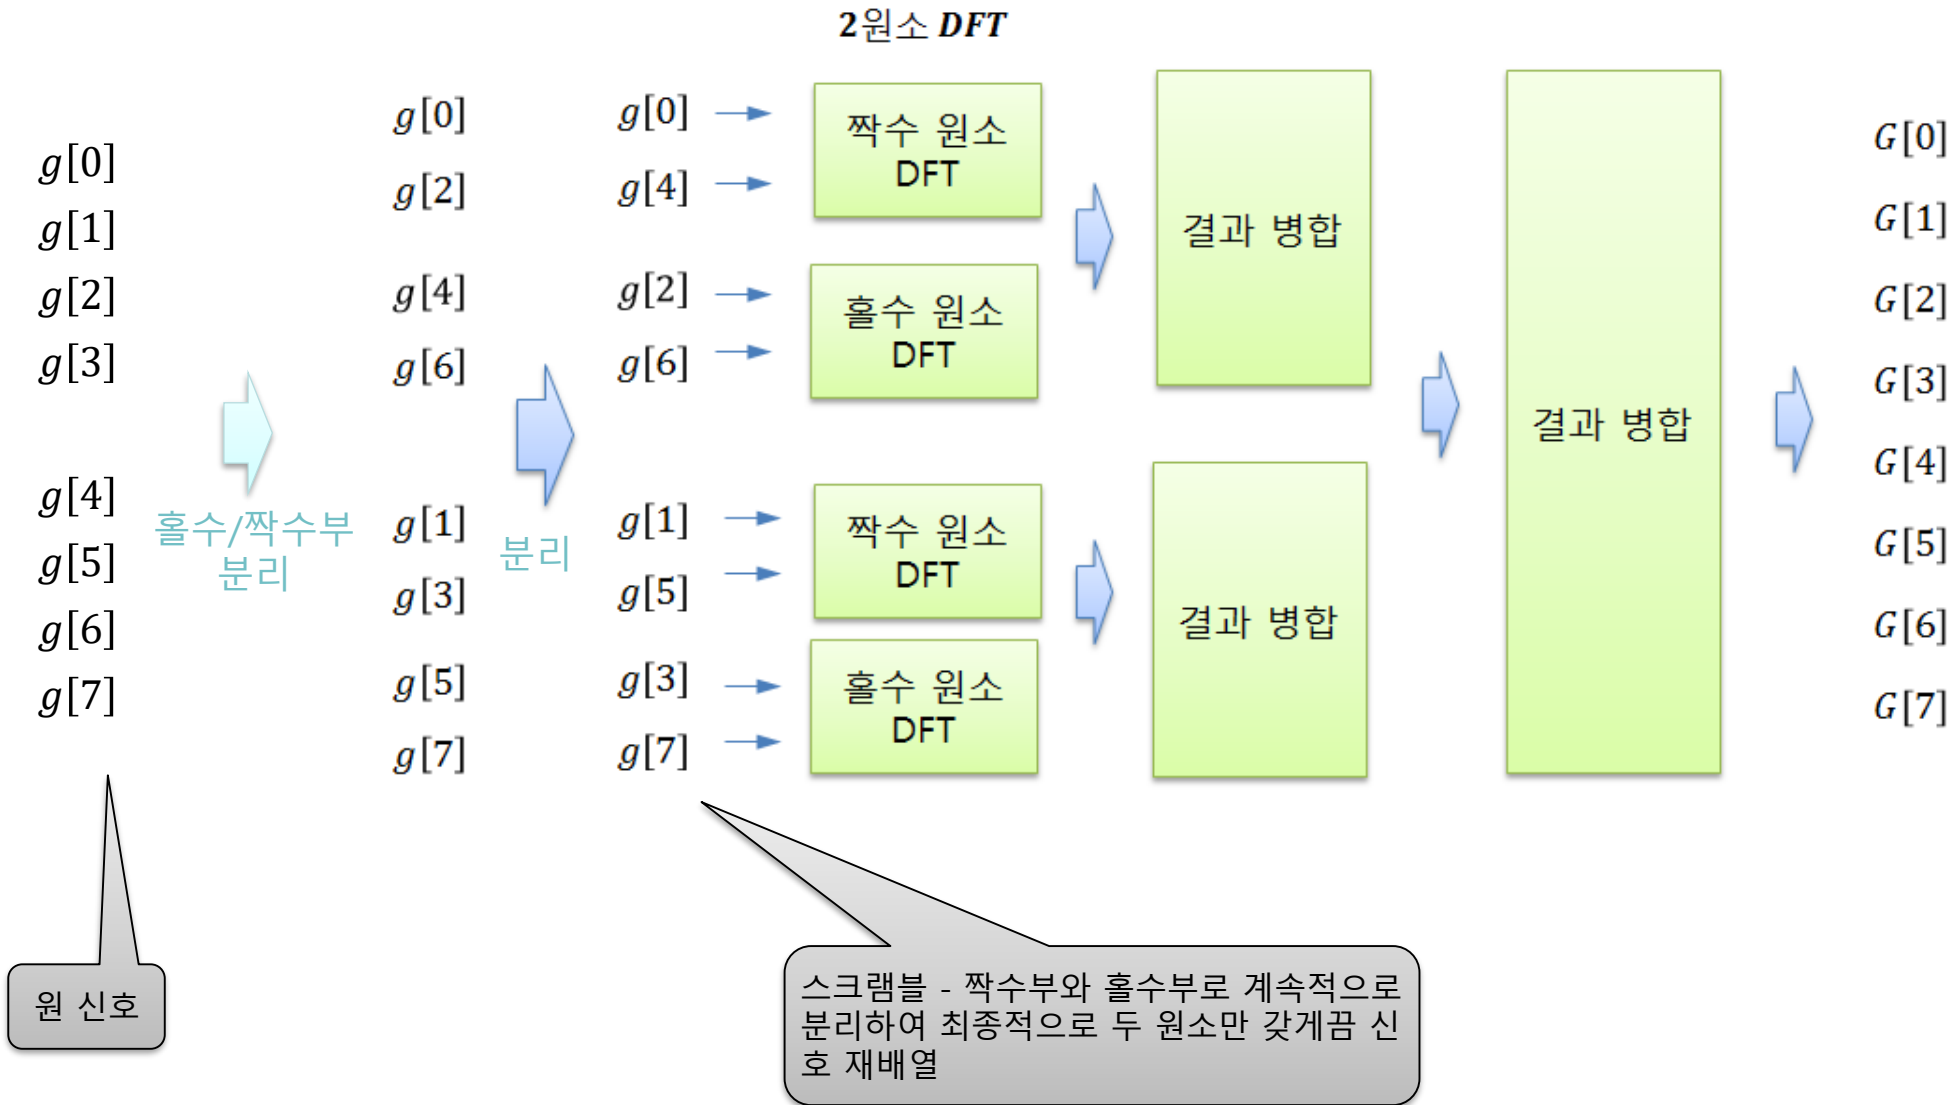 2원소 DFT
g[0]
g[1]
g[2]
g[3]
g[4]
g[5]
g[6]
g[7]
홀수/짝수부
분리
g[0]
g[2]
g[4]
g[6]
g[1]
g[3]
g[5]
g[7]
분리
g[0]
g[4]
g[2]
g[6]
g[1]
g[5]
g[3]
g[7]
짝수 원소
DFT
홀수 원소
DFT
짝수 원소
DFT
홀수 원소
DFT
결과 병합
결과 병합
결과 병합
G[0]
G[1]
G[2]
G[3]
G[4]
G[5]
G[6]
G[7]
원 신호
스크램블 - 짝수부와 홀수부로 계속적으로
분리하여 최종적으로 두 원소만 갖게끔 신
호 재배열